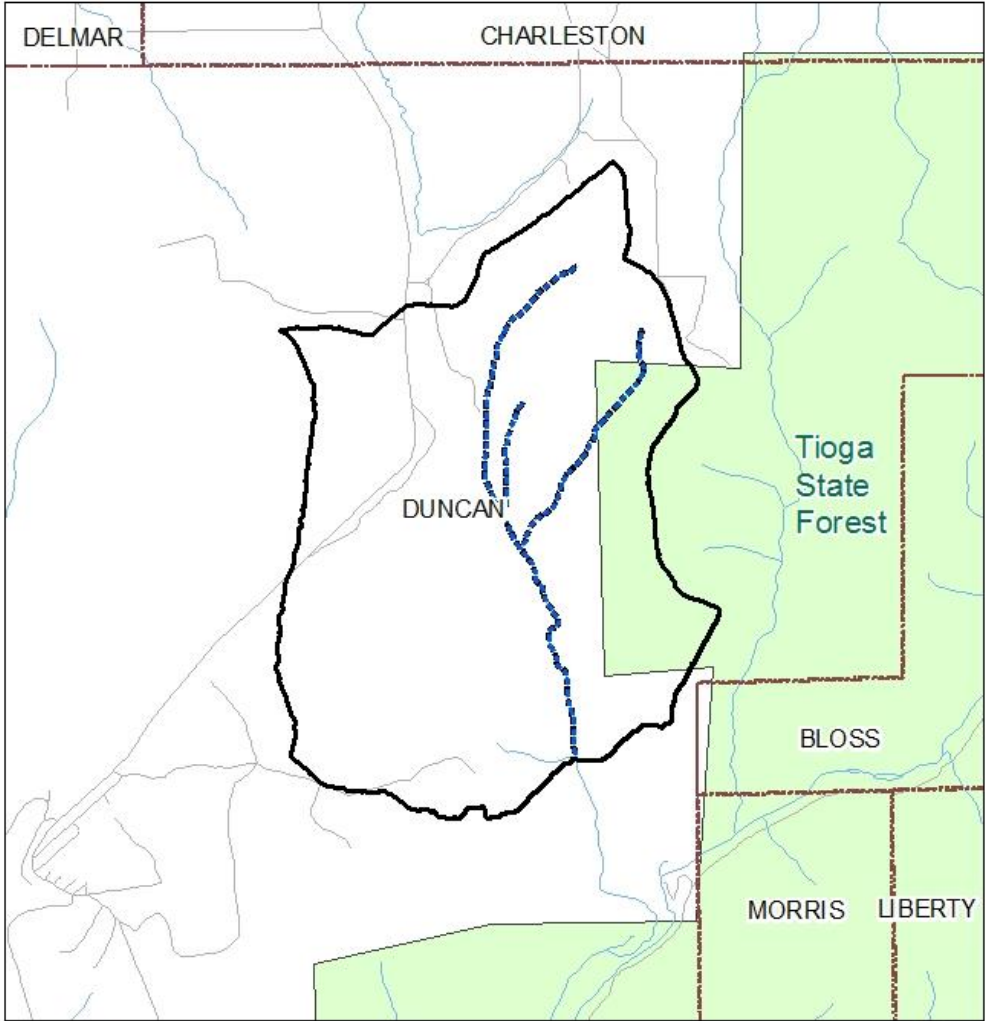 DELMAR
CHARLESTON
Tioga
State
Forest
DUNCAN
BLOSS
MORRIS
LIBERTY